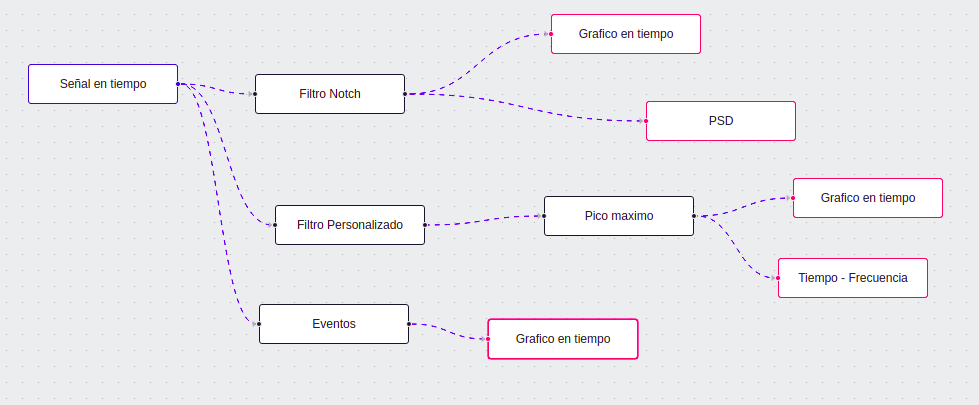 Grafico en tiempo
Señal en tiempo
Filtro Notch
PSD
Filtro Personalizado
Pico maximo
Grafico en tiempo
Tiempo - Frecuencia
Eventos
Grafico en tiempo